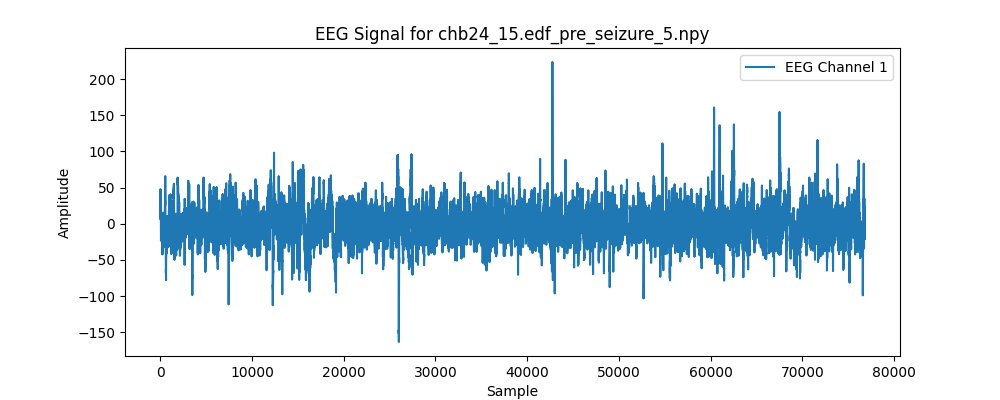 EEG Signal for chb24_15.edf_pre_seizure_5.npy
EEG Channel 1
Amplitude
200
150
100
50
0
−50
−100
−150
0 10000 20000 30000 40000 50000 60000 70000 80000
Sample